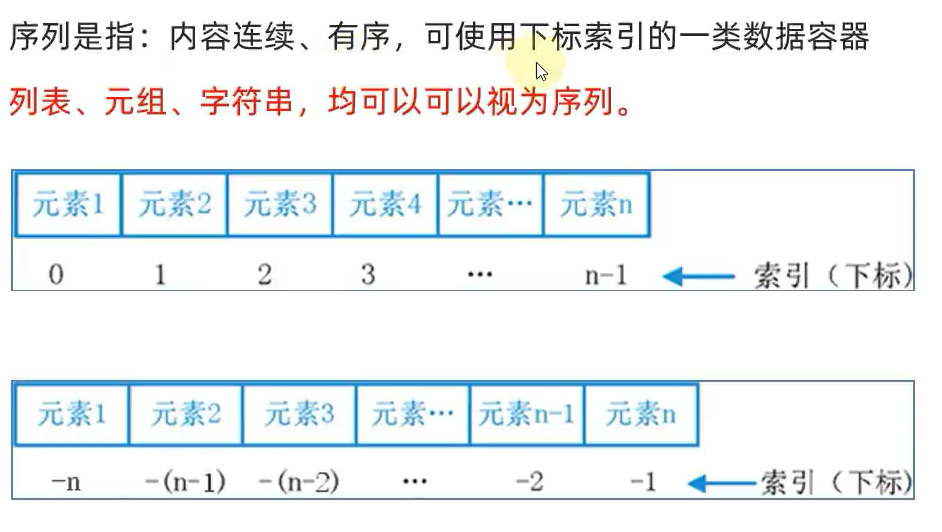 序列是指：内容连续、有序，可使用下标索引的一类数据容器
列表、元组、字符串，均可以可以视为序列。
元素1 元素2 元素3 元素4 元素… 元素n
0 1 2 3 … n-1 索引（下标）
元素1 元素2 元素3 元素… 元素n-1 元素n
-n -(n-1) -(n-2) … -2 -1 索引（下标）